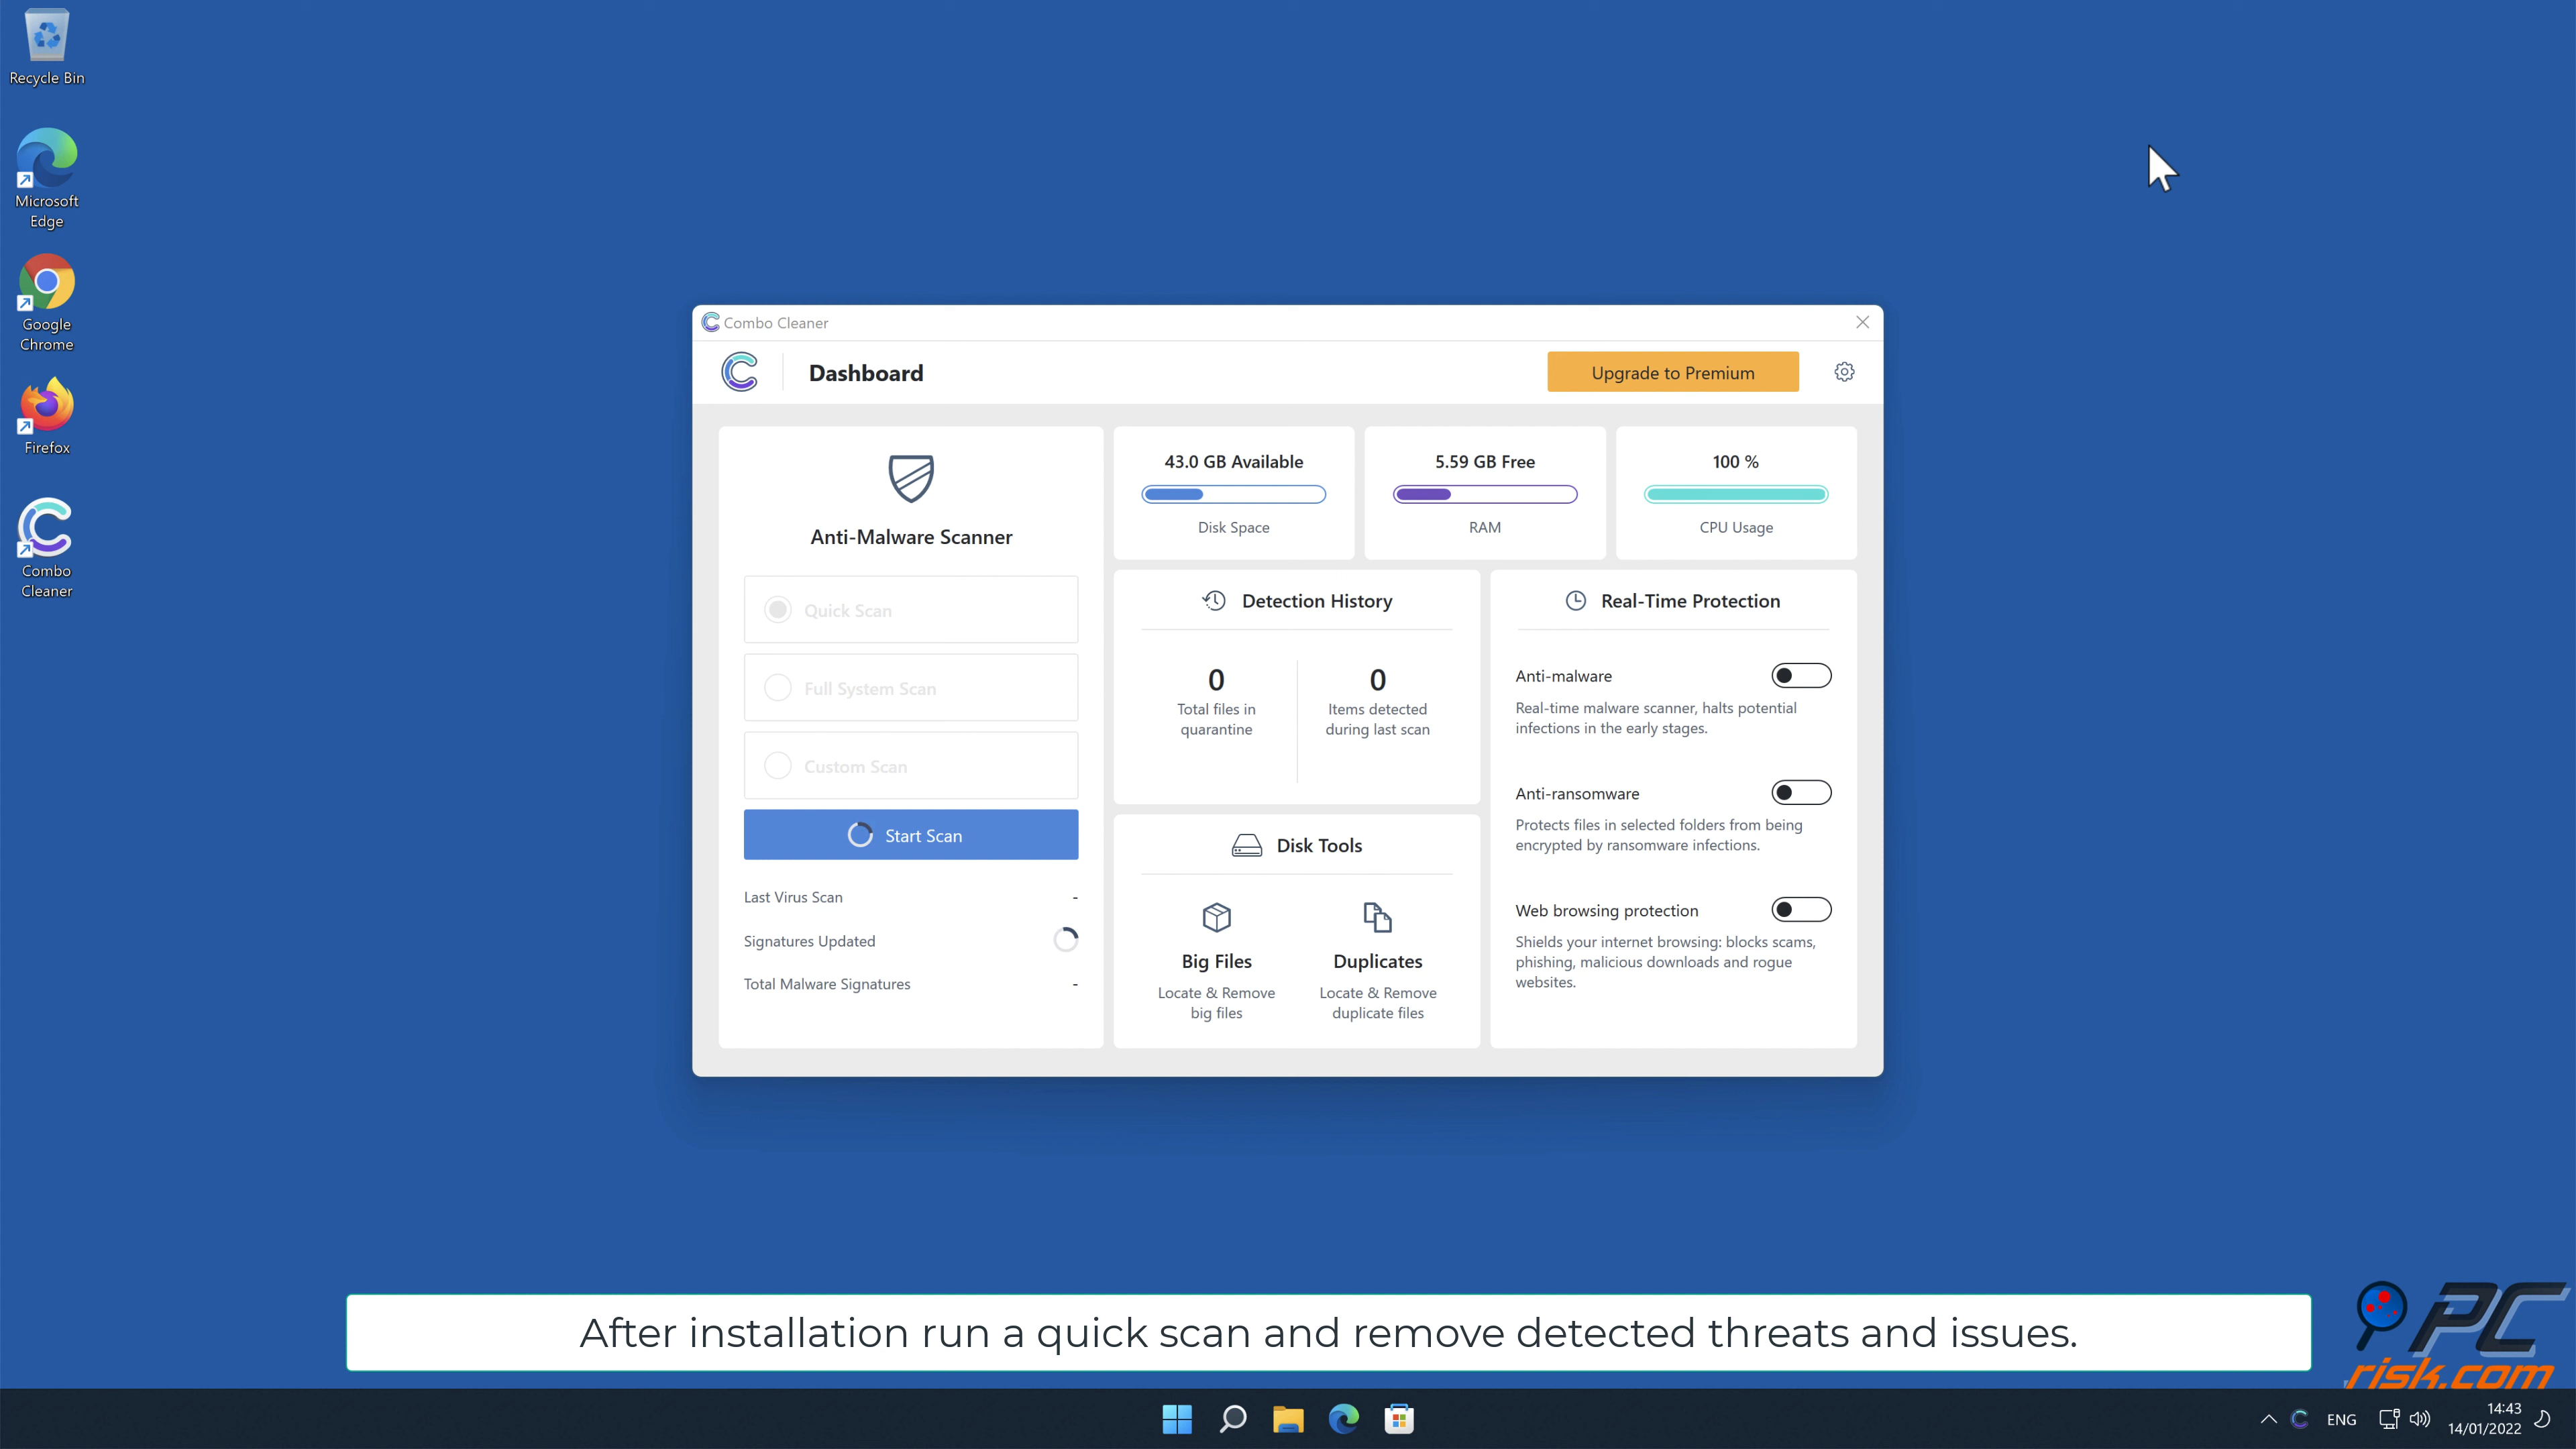 Recycle Bin
Microsoft
Edge
Google
Chrome
Firefox
Combo
Cleaner
Combo Cleaner
Dashboard
Upgrade to Premium
Anti-Malware Scanner
Quick Scan
Full System Scan
Custom Scan
Start Scan
Last Virus Scan -
Signatures Updated
Total Malware Signatures -
43.0 GB Available
Disk Space
5.59 GB Free
RAM
100 %
CPU Usage
Detection History
0
Total files in
quarantine
0
Items detected
during last scan
Disk Tools
Big Files
Locate & Remove
big files
Duplicates
Locate & Remove
duplicate files
Real-Time Protection
Anti-malware
Real-time malware scanner, halts potential
infections in the early stages.
Anti-ransomware
Protects files in selected folders from being
encrypted by ransomware infections.
Web browsing protection
Shields your internet browsing: blocks scams,
phishing, malicious downloads and rogue
websites.
After installation run a quick scan and remove detected threats and issues.
PC
risk.com
ENG
14:43
14/01/2022